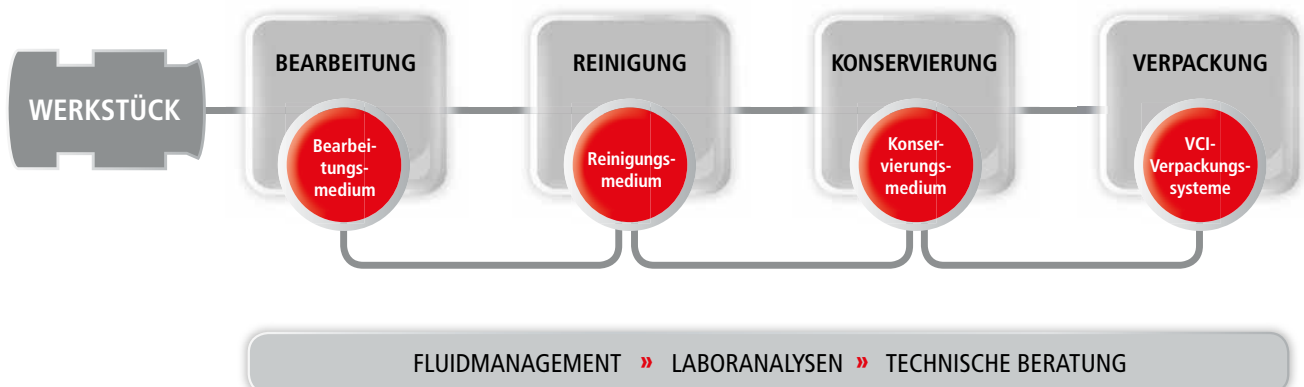 WERKSTÜCK
BEARBEITUNG
Bearbei-
tungs-
medium
REINIGUNG
Reinigungs-
medium
KONSERVIERUNG
Konser-
vierungs-
medium
VERPACKUNG
VCI-
Verpackungs-
systeme
FLUIDMANAGEMENT » LABORANALYSEN » TECHNISCHE BERATUNG